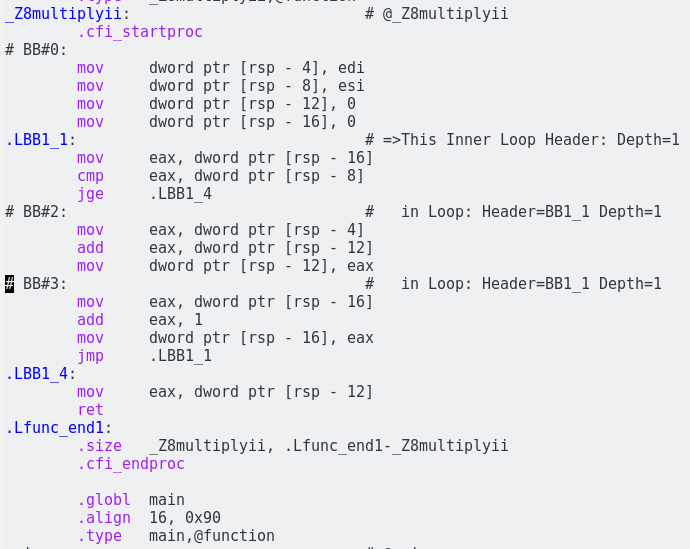 _Z8multiplyii: # @_Z8multiplyii
.cfi_startproc
# BB#0:
mov dword ptr [rsp - 4], edi
mov dword ptr [rsp - 8], esi
mov dword ptr [rsp - 12], 0
mov dword ptr [rsp - 16], 0
.LBB1_1: # =>This Inner Loop Header: Depth=1
mov eax, dword ptr [rsp - 16]
cmp eax, dword ptr [rsp - 8]
jge .LBB1_4
# BB#2: # in Loop: Header=BB1_1 Depth=1
mov eax, dword ptr [rsp - 4]
add eax, dword ptr [rsp - 12]
mov dword ptr [rsp - 12], eax
# BB#3: # in Loop: Header=BB1_1 Depth=1
mov eax, dword ptr [rsp - 16]
add eax, 1
mov dword ptr [rsp - 16], eax
jmp .LBB1_1
.LBB1_4:
mov eax, dword ptr [rsp - 12]
ret
.Lfunc_end1:
.size _Z8multiplyii, .Lfunc_end1-_Z8multiplyii
.cfi_endproc
.globl main
.align 16, 0x90
.type main,@function